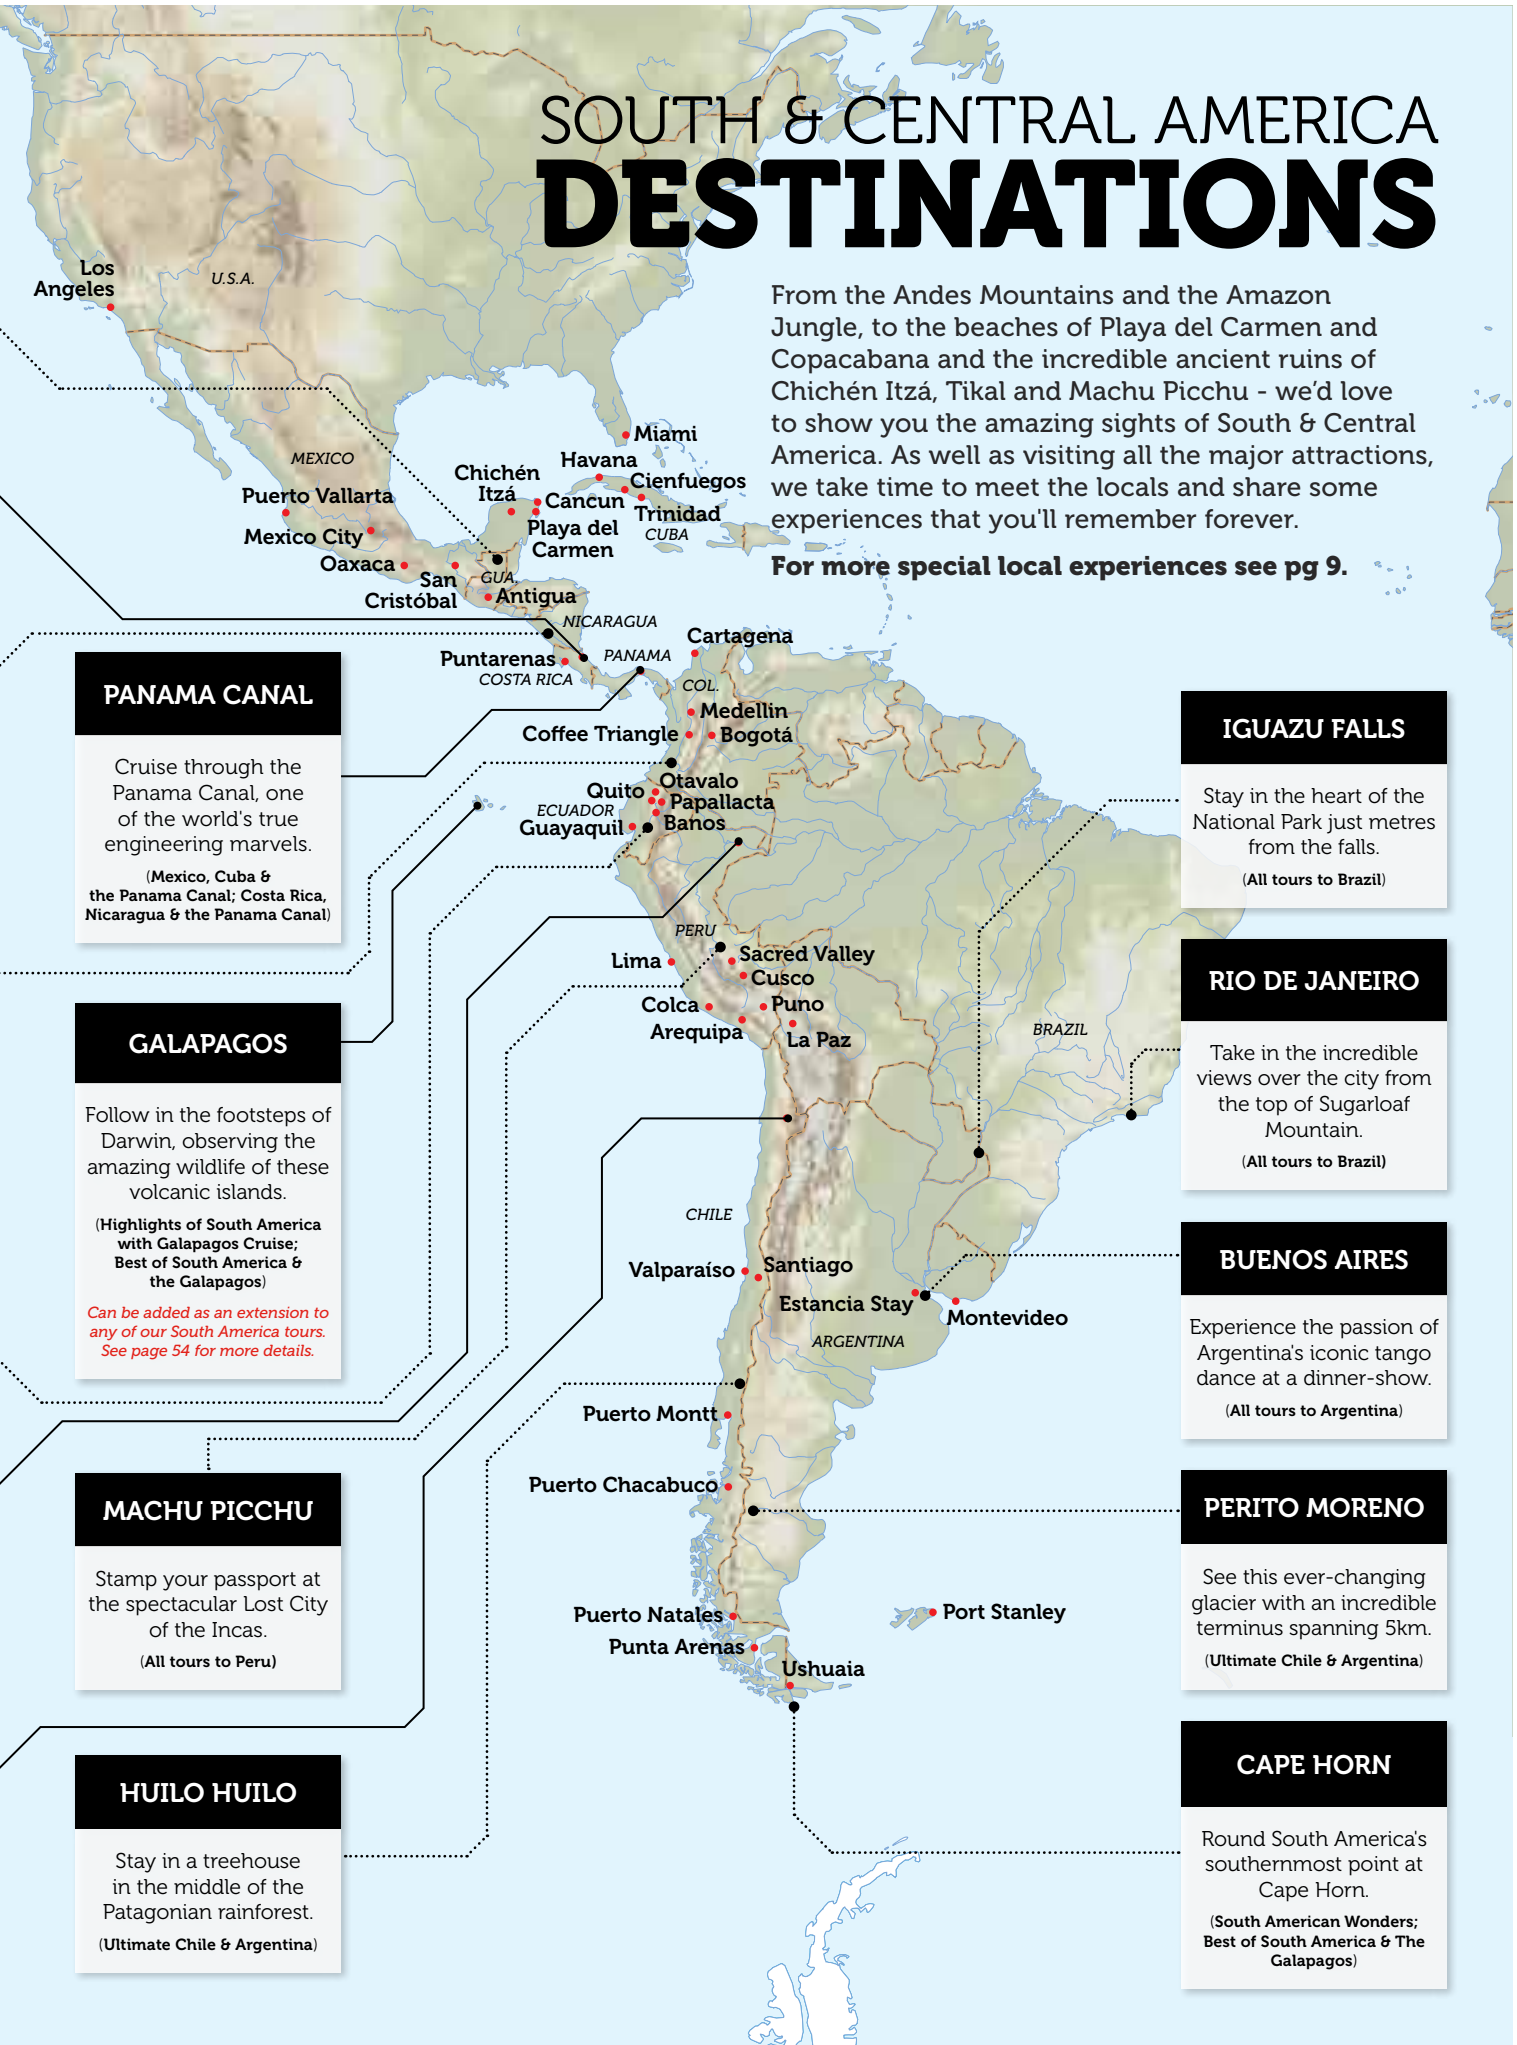 SOUTH & CENTRAL AMERICA
DESTINATIONS
From the Andes Mountains and the Amazon
Jungle, to the beaches of Playa del Carmen and
Copacabana and the incredible ancient ruins of
Chichén Itzá, Tikal and Machu Picchu - we’d love
to show you the amazing sights of South & Central
America. As well as visiting all the major attractions,
we take time to meet the locals and share some
experiences that you'll remember forever.
For more special local experiences see pg 9.
Los
Angeles
U.S.A.
MEXICO
Puerto Vallarta
Mexico City
Oaxaca
San
Cristóbal
Chichén
Itzá
Miami
Havana
Cienfuegos
Cancun
Trinidad
Playa del
Carmen
CUBA
GUA.
Antigua
NICARAGUA
Puntarenas
COSTA RICA
PANAMA
Cartagena
COL.
Medellin
Coffee Triangle
Bogotá
Otavalo
Quito
Papallacta
ECUADOR
Banos
Guayaquil
PERU
Lima
Sacred Valley
Cusco
Colca
Puno
Arequipa
La Paz
BRAZIL
CHILE
Valparaíso
Santiago
Estancia Stay
Montevideo
ARGENTINA
Puerto Montt
Puerto Chacabuco
Puerto Natales
Port Stanley
Punta Arenas
Ushuaia
PANAMA CANAL
Cruise through the
Panama Canal, one
of the world's true
engineering marvels.
(Mexico, Cuba &
the Panama Canal; Costa Rica,
Nicaragua & the Panama Canal)
GALAPAGOS
Follow in the footsteps of
Darwin, observing the
amazing wildlife of these
volcanic islands.
(Highlights of South America
with Galapagos Cruise;
Best of South America &
the Galapagos)
Can be added as an extension to
any of our South America tours.
See page 54 for more details.
MACHU PICCHU
Stamp your passport at
the spectacular Lost City
of the Incas.
(All tours to Peru)
HUILO HUILO
Stay in a treehouse
in the middle of the
Patagonian rainforest.
(Ultimate Chile & Argentina)
IGUAZU FALLS
Stay in the heart of the
National Park just metres
from the falls.
(All tours to Brazil)
RIO DE JANEIRO
Take in the incredible
views over the city from
the top of Sugarloaf
Mountain.
(All tours to Brazil)
BUENOS AIRES
Experience the passion of
Argentina's iconic tango
dance at a dinner-show.
(All tours to Argentina)
PERITO MORENO
See this ever-changing
glacier with an incredible
terminus spanning 5km.
(Ultimate Chile & Argentina)
CAPE HORN
Round South America's
southernmost point at
Cape Horn.
(South American Wonders;
Best of South America & The
Galapagos)